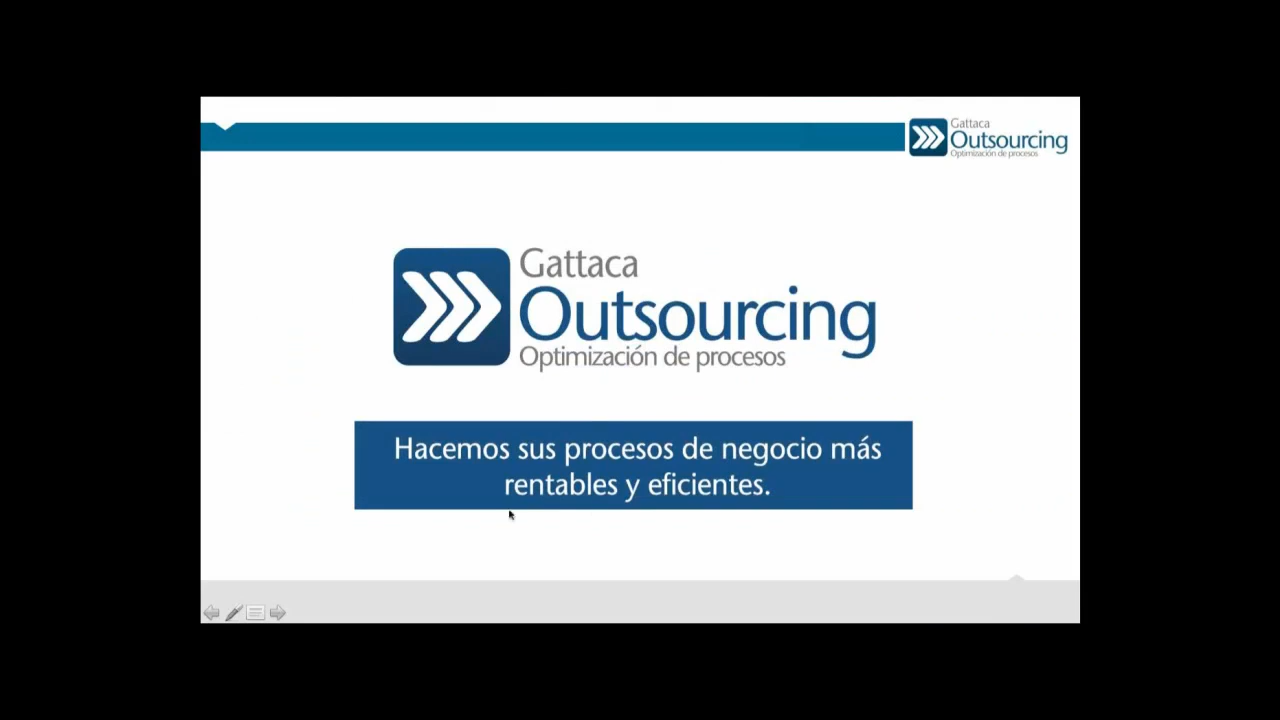 Gattaca
Outsourcing
Optimización de procesos
Gattaca
Outsourcing
Optimización de procesos
Hacemos sus procesos de negocio más
rentables y eficientes.